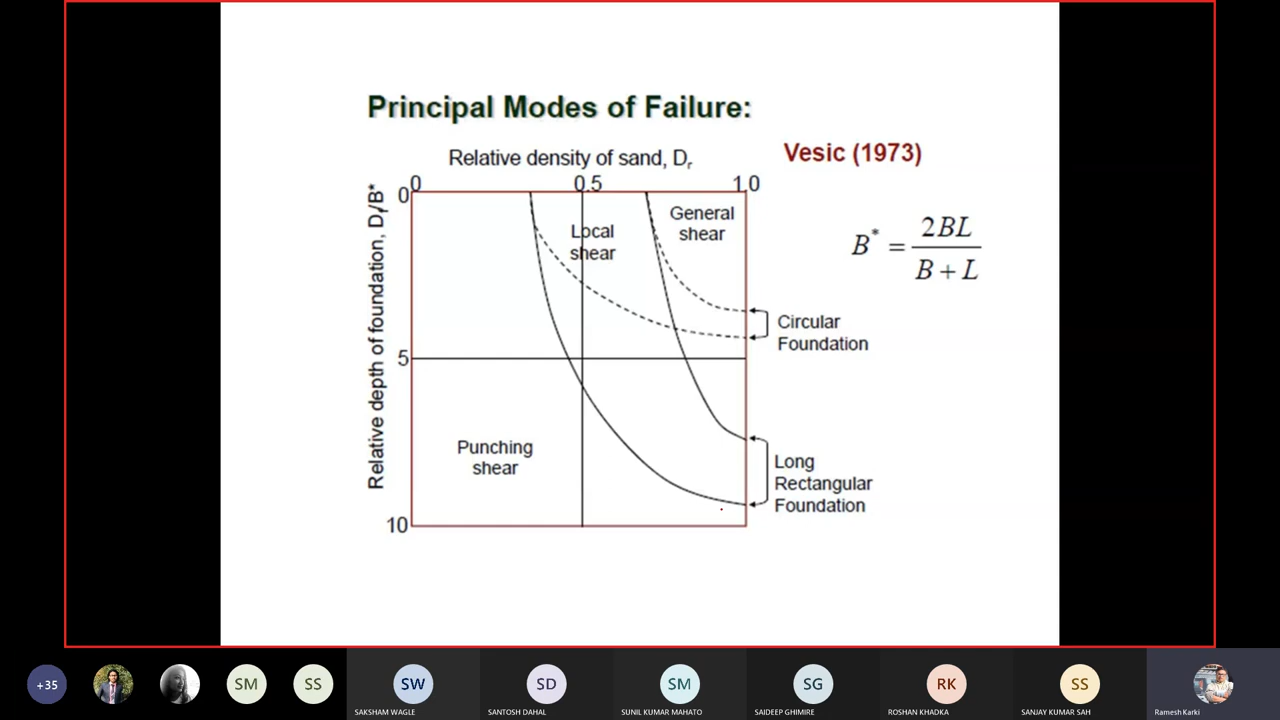 Principal Modes of Failure:
Relative density of sand, Dr
Vesic (1973)
0
0.5
1.0
0
5
10
Relative depth of foundation, Df/B*
Local
shear
General
shear
Punching
shear
B* = 2BL / B + L
Circular
Foundation
Long
Rectangular
Foundation
+35
SM
SS
SW
SAKSHAM WAGLE
SD
SANTOSH DAHAL
SM
SUNIL KUMAR MAHATO
SG
SAIDEEP GHIMIRE
RK
ROSHAN KHADKA
SS
SANJAY KUMAR SAH
Ramesh Karki